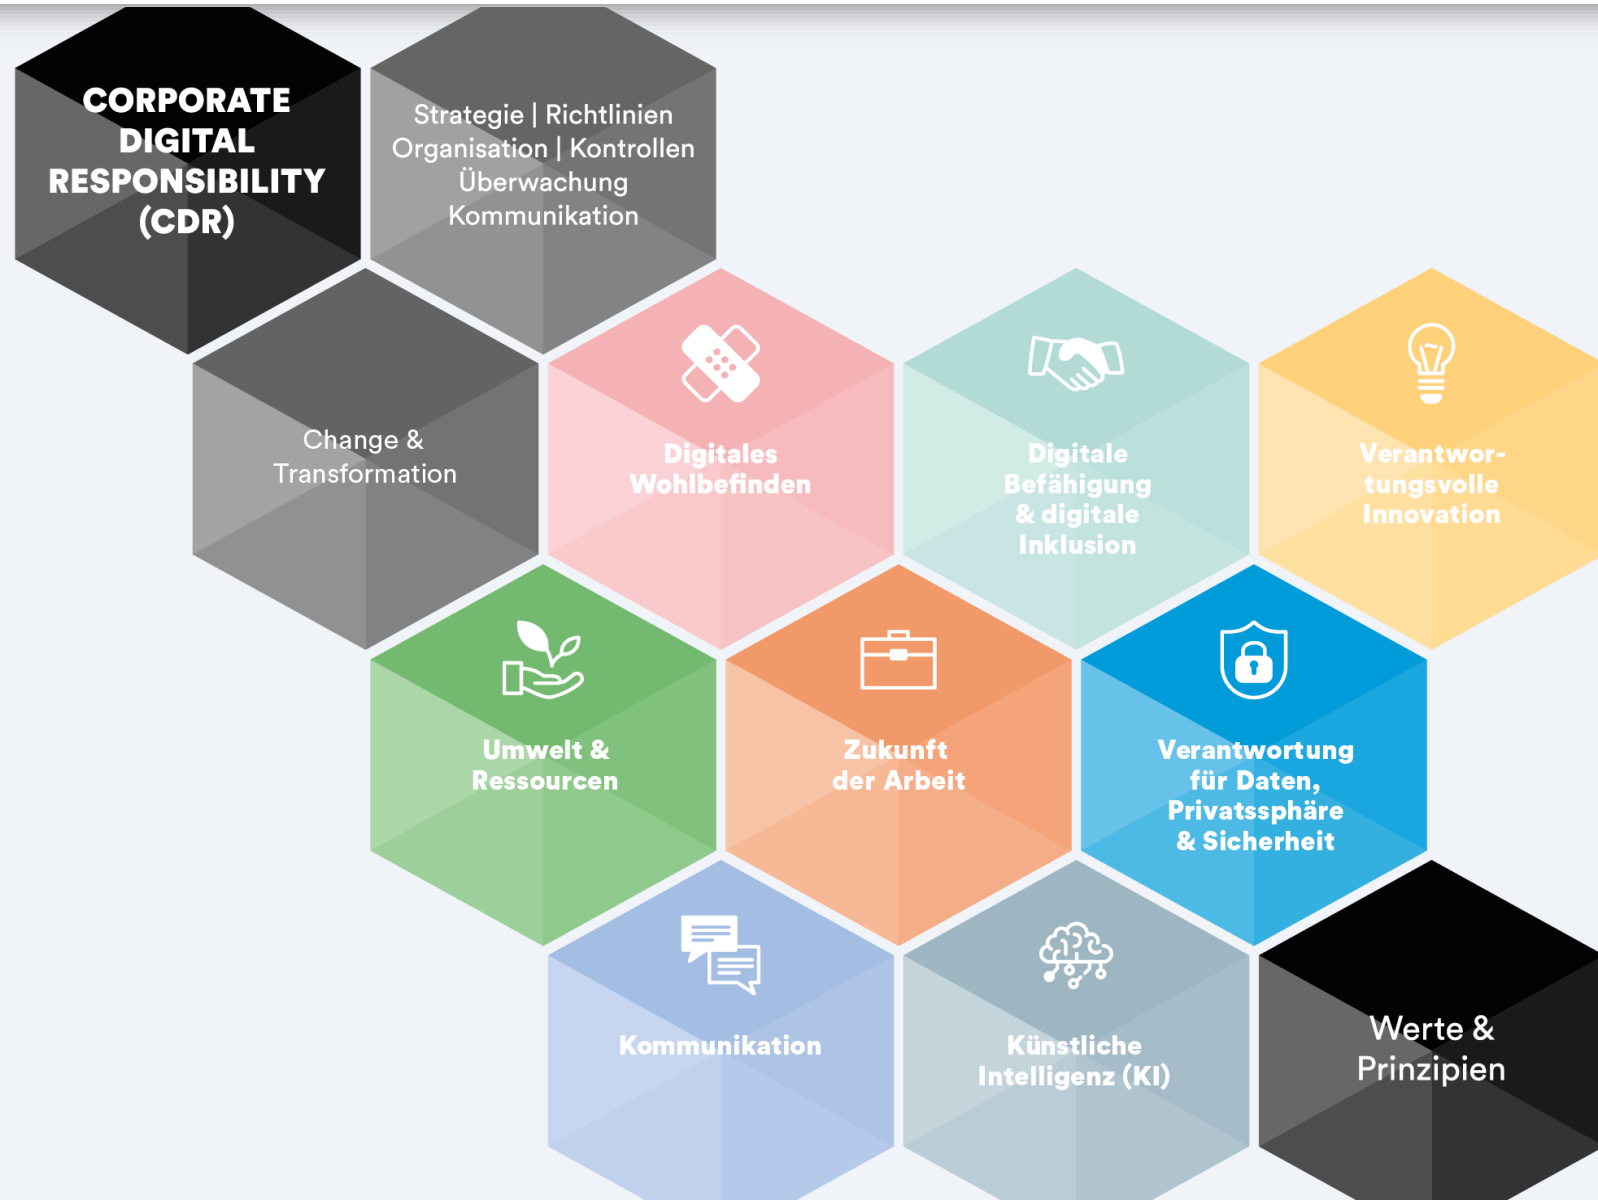 CORPORATE
DIGITAL
RESPONSIBILITY
(CDR)
Strategie | Richtlinien
Organisation | Kontrollen
Überwachung
Kommunikation
Change &
Transformation
Digitales
Wohlbefinden
Digitale
Befähigung
& digitale
Inklusion
Verantwor-
tungsvolle
Innovation
Umwelt &
Ressourcen
Zukunft
der Arbeit
Verantwortung
für Daten,
Privatssphäre
& Sicherheit
Kommunikation
Künstliche
Intelligenz (KI)
Werte &
Prinzipien